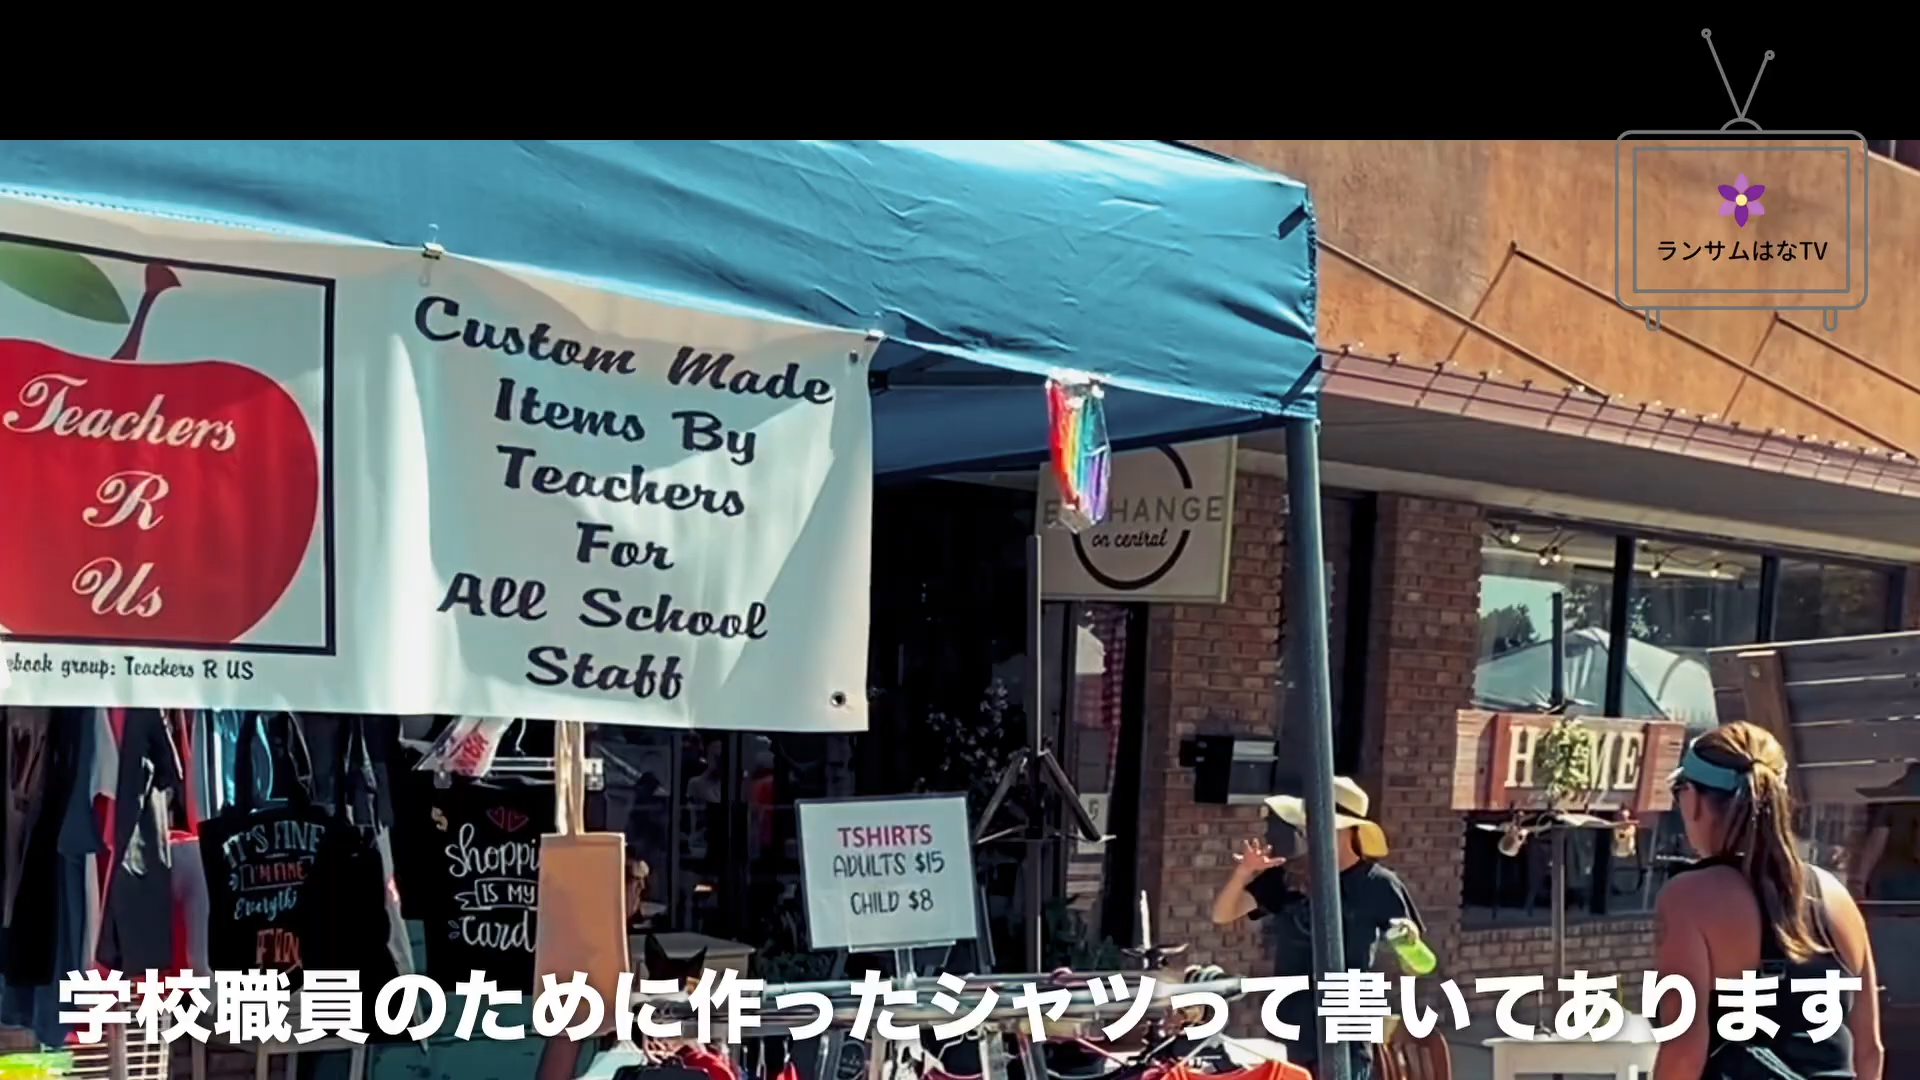 ランサムはなTV
Custom Made
Items By
Teachers
For
All School
Staff
Teachers
R
Us
ebook group: Teachers R US
HANGE
on central
HOME
IT'S FINE
I'M FINE
Everythi
FIN
Shoppi
IS MY
Card
TSHIRTS
ADULTS $15
CHILD $8
学校職員のために作ったシャツって書いてあります